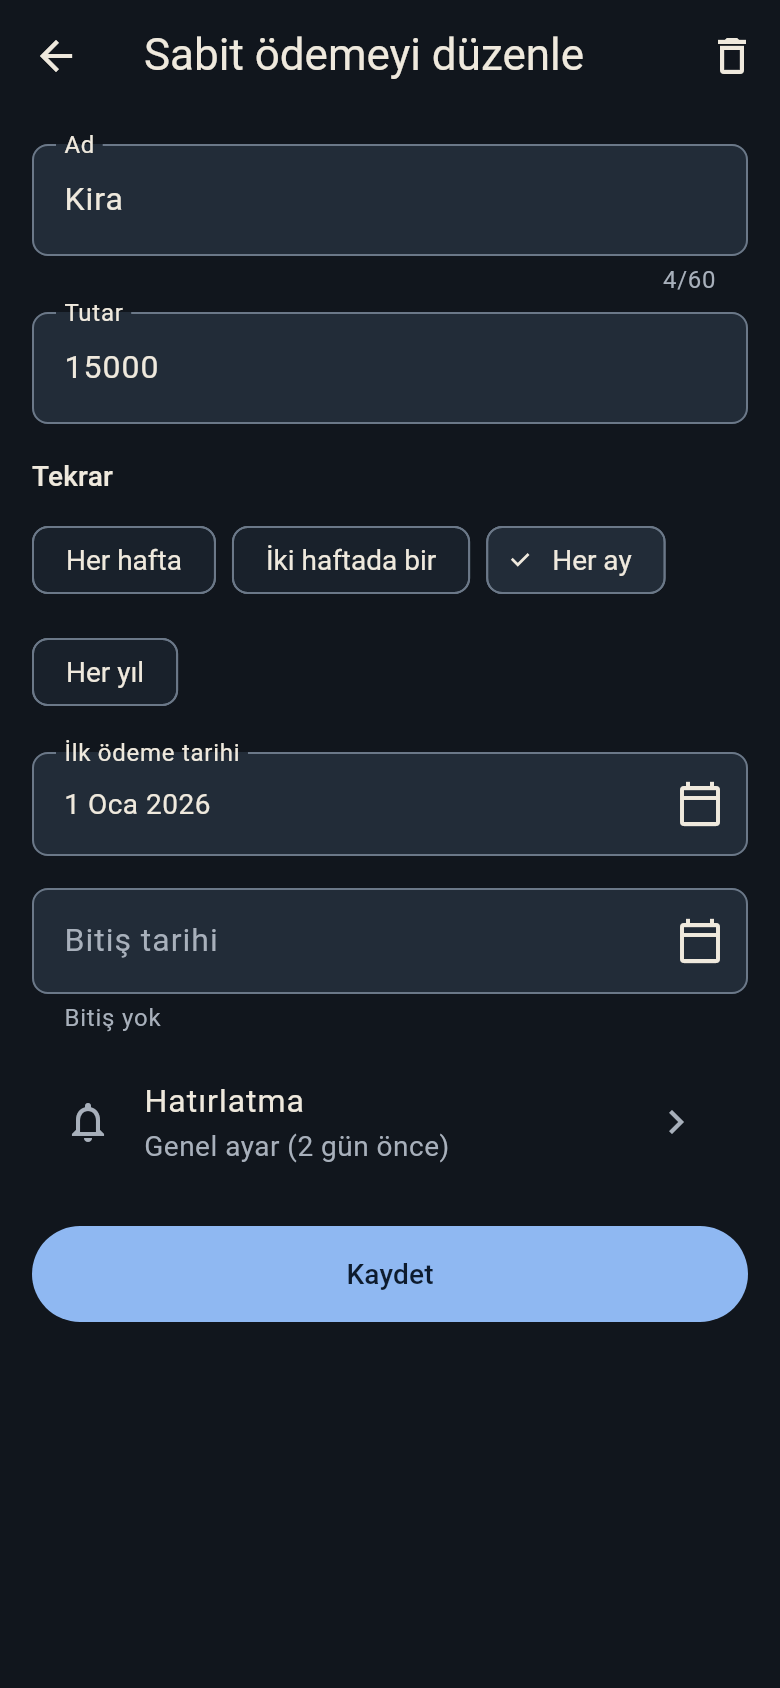 Sabit ödemeyi düzenle
Ad
Kira
4/60
Tutar
15000
Tekrar
Her hafta
İki haftada bir
Her ay
Her yıl
İlk ödeme tarihi
1 Oca 2026
Bitiş tarihi
Bitiş yok
Hatırlatma
Genel ayar (2 gün önce)
Kaydet